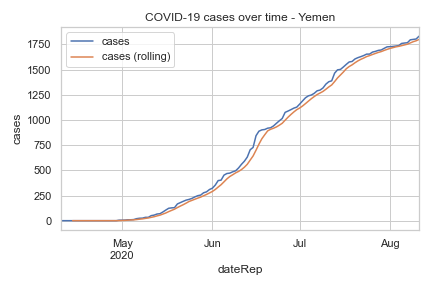 COVID-19 cases over time - Yemen
cases
cases (rolling)
1750
1500
1250
1000
750
500
250
0
cases
May
2020
Jun
Jul
Aug
dateRep